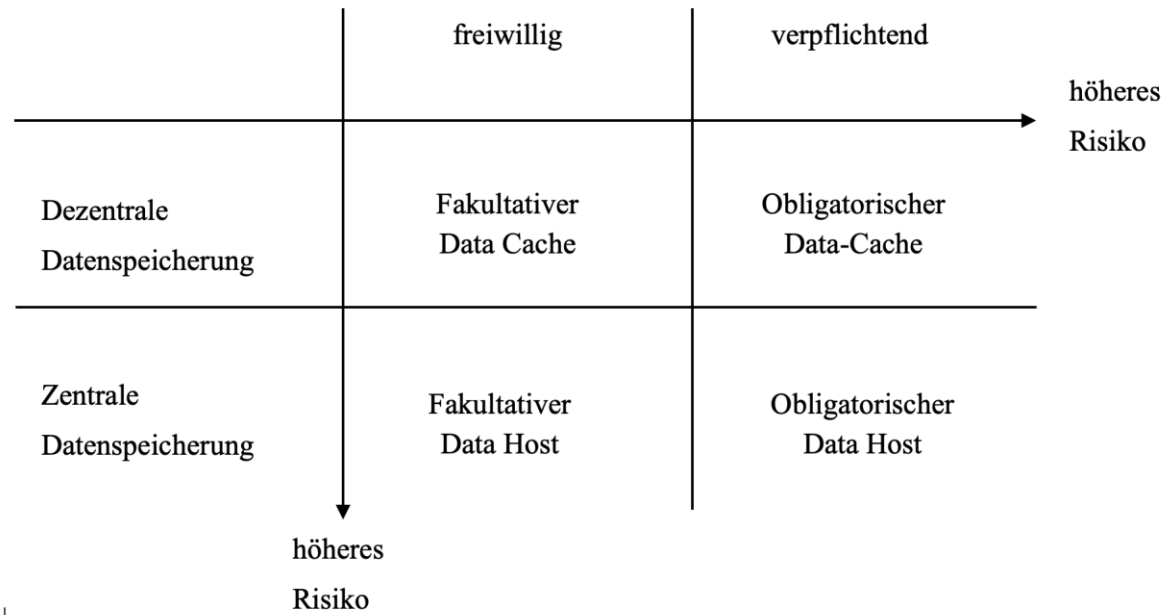 freiwillig
verpflichtend
höheres
Risiko
Dezentrale
Datenspeicherung
Fakultativer
Data Cache
Obligatorischer
Data-Cache
Zentrale
Datenspeicherung
Fakultativer
Data Host
Obligatorischer
Data Host
höheres
Risiko